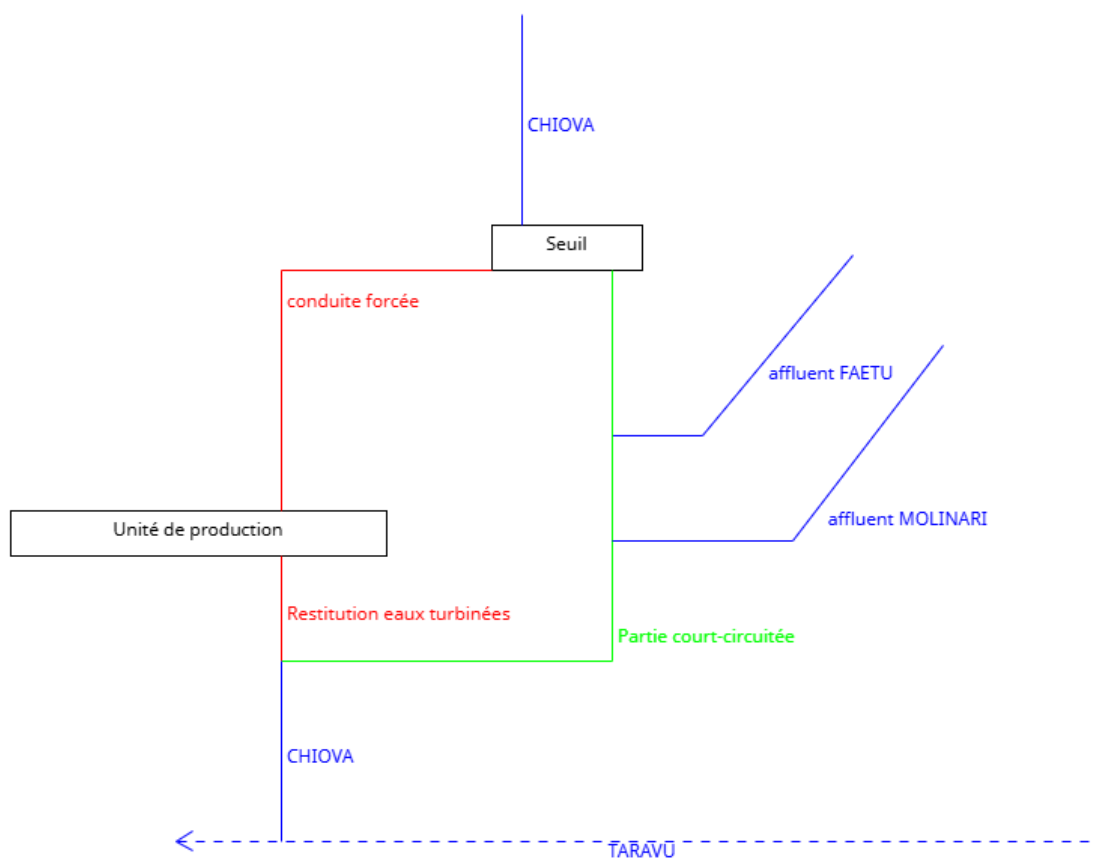 CHIOVA
Seuil
conduite forcée
affluent FAETU
affluent MOLINARI
Unité de production
Restitution eaux turbinées
Partie court-circuitée
CHIOVA
TARAVU